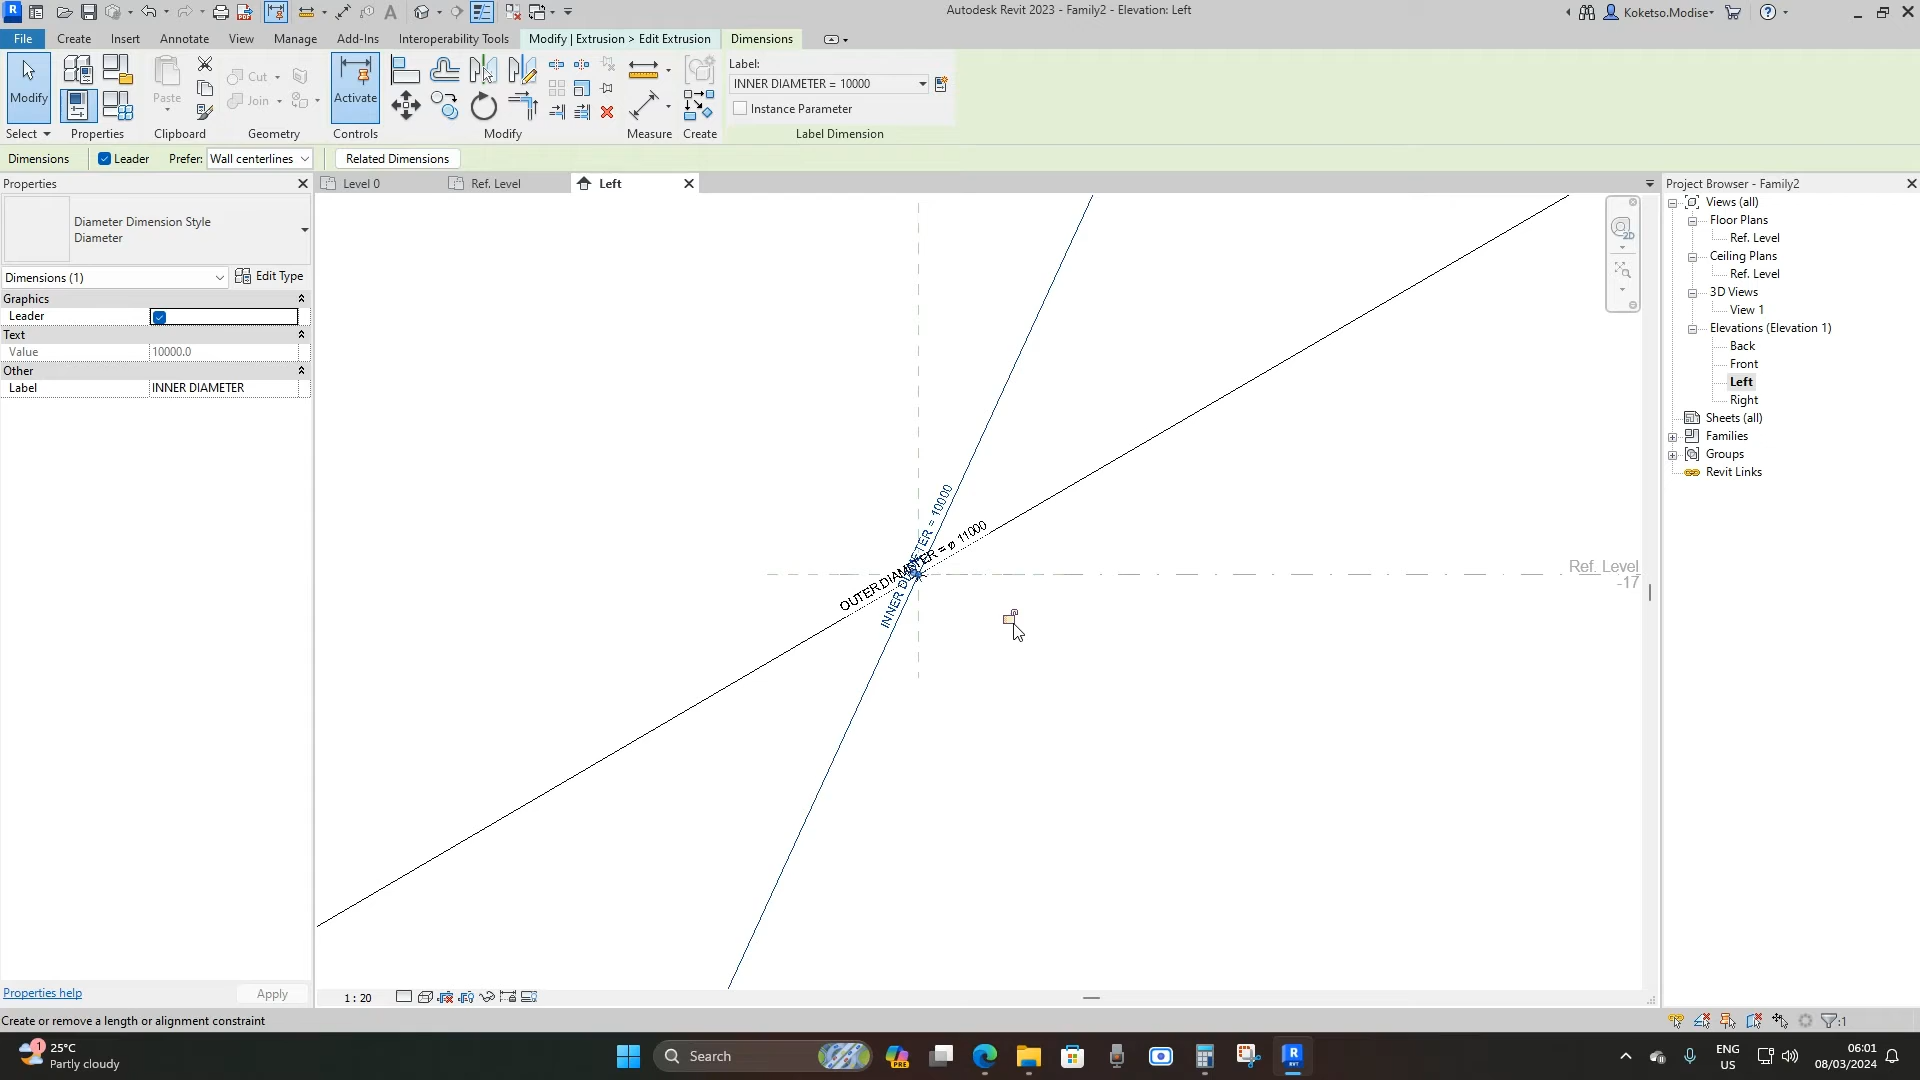 Autodesk Revit 2023 - Family2 - Elevation: Left
Koketso.Modise
File Create Insert Annotate View Manage Add-Ins Interoperability Tools Modify | Extrusion > Edit Extrusion Dimensions
Modify
Paste
Cut
Join
Activate
Label:
INNER DIAMETER = 10000
Instance Parameter
Select Properties Clipboard Geometry Controls Modify Measure Create Label Dimension
Dimensions Leader Prefer: Wall centerlines Related Dimensions
Properties
Level 0 Ref. Level Left
Project Browser - Family2
Diameter Dimension Style
Diameter
Dimensions (1) Edit Type
Graphics
Leader
Text
Value 10000.0
Other
Label INNER DIAMETER
2D
Views (all)
Floor Plans
Ref. Level
Ceiling Plans
Ref. Level
3D Views
View 1
Elevations (Elevation 1)
Back
Front
Left
Right
Sheets (all)
Families
Groups
Revit Links
INNER DIAMETER = 10000
OUTER DIAMETER = ø 11000
Ref. Level
-17
Properties help Apply
1 : 20
Create or remove a length or alignment constraint
:1
1
25°C
Partly cloudy
Search
PRE
R
RVT
ENG
US
06:01
08/03/2024